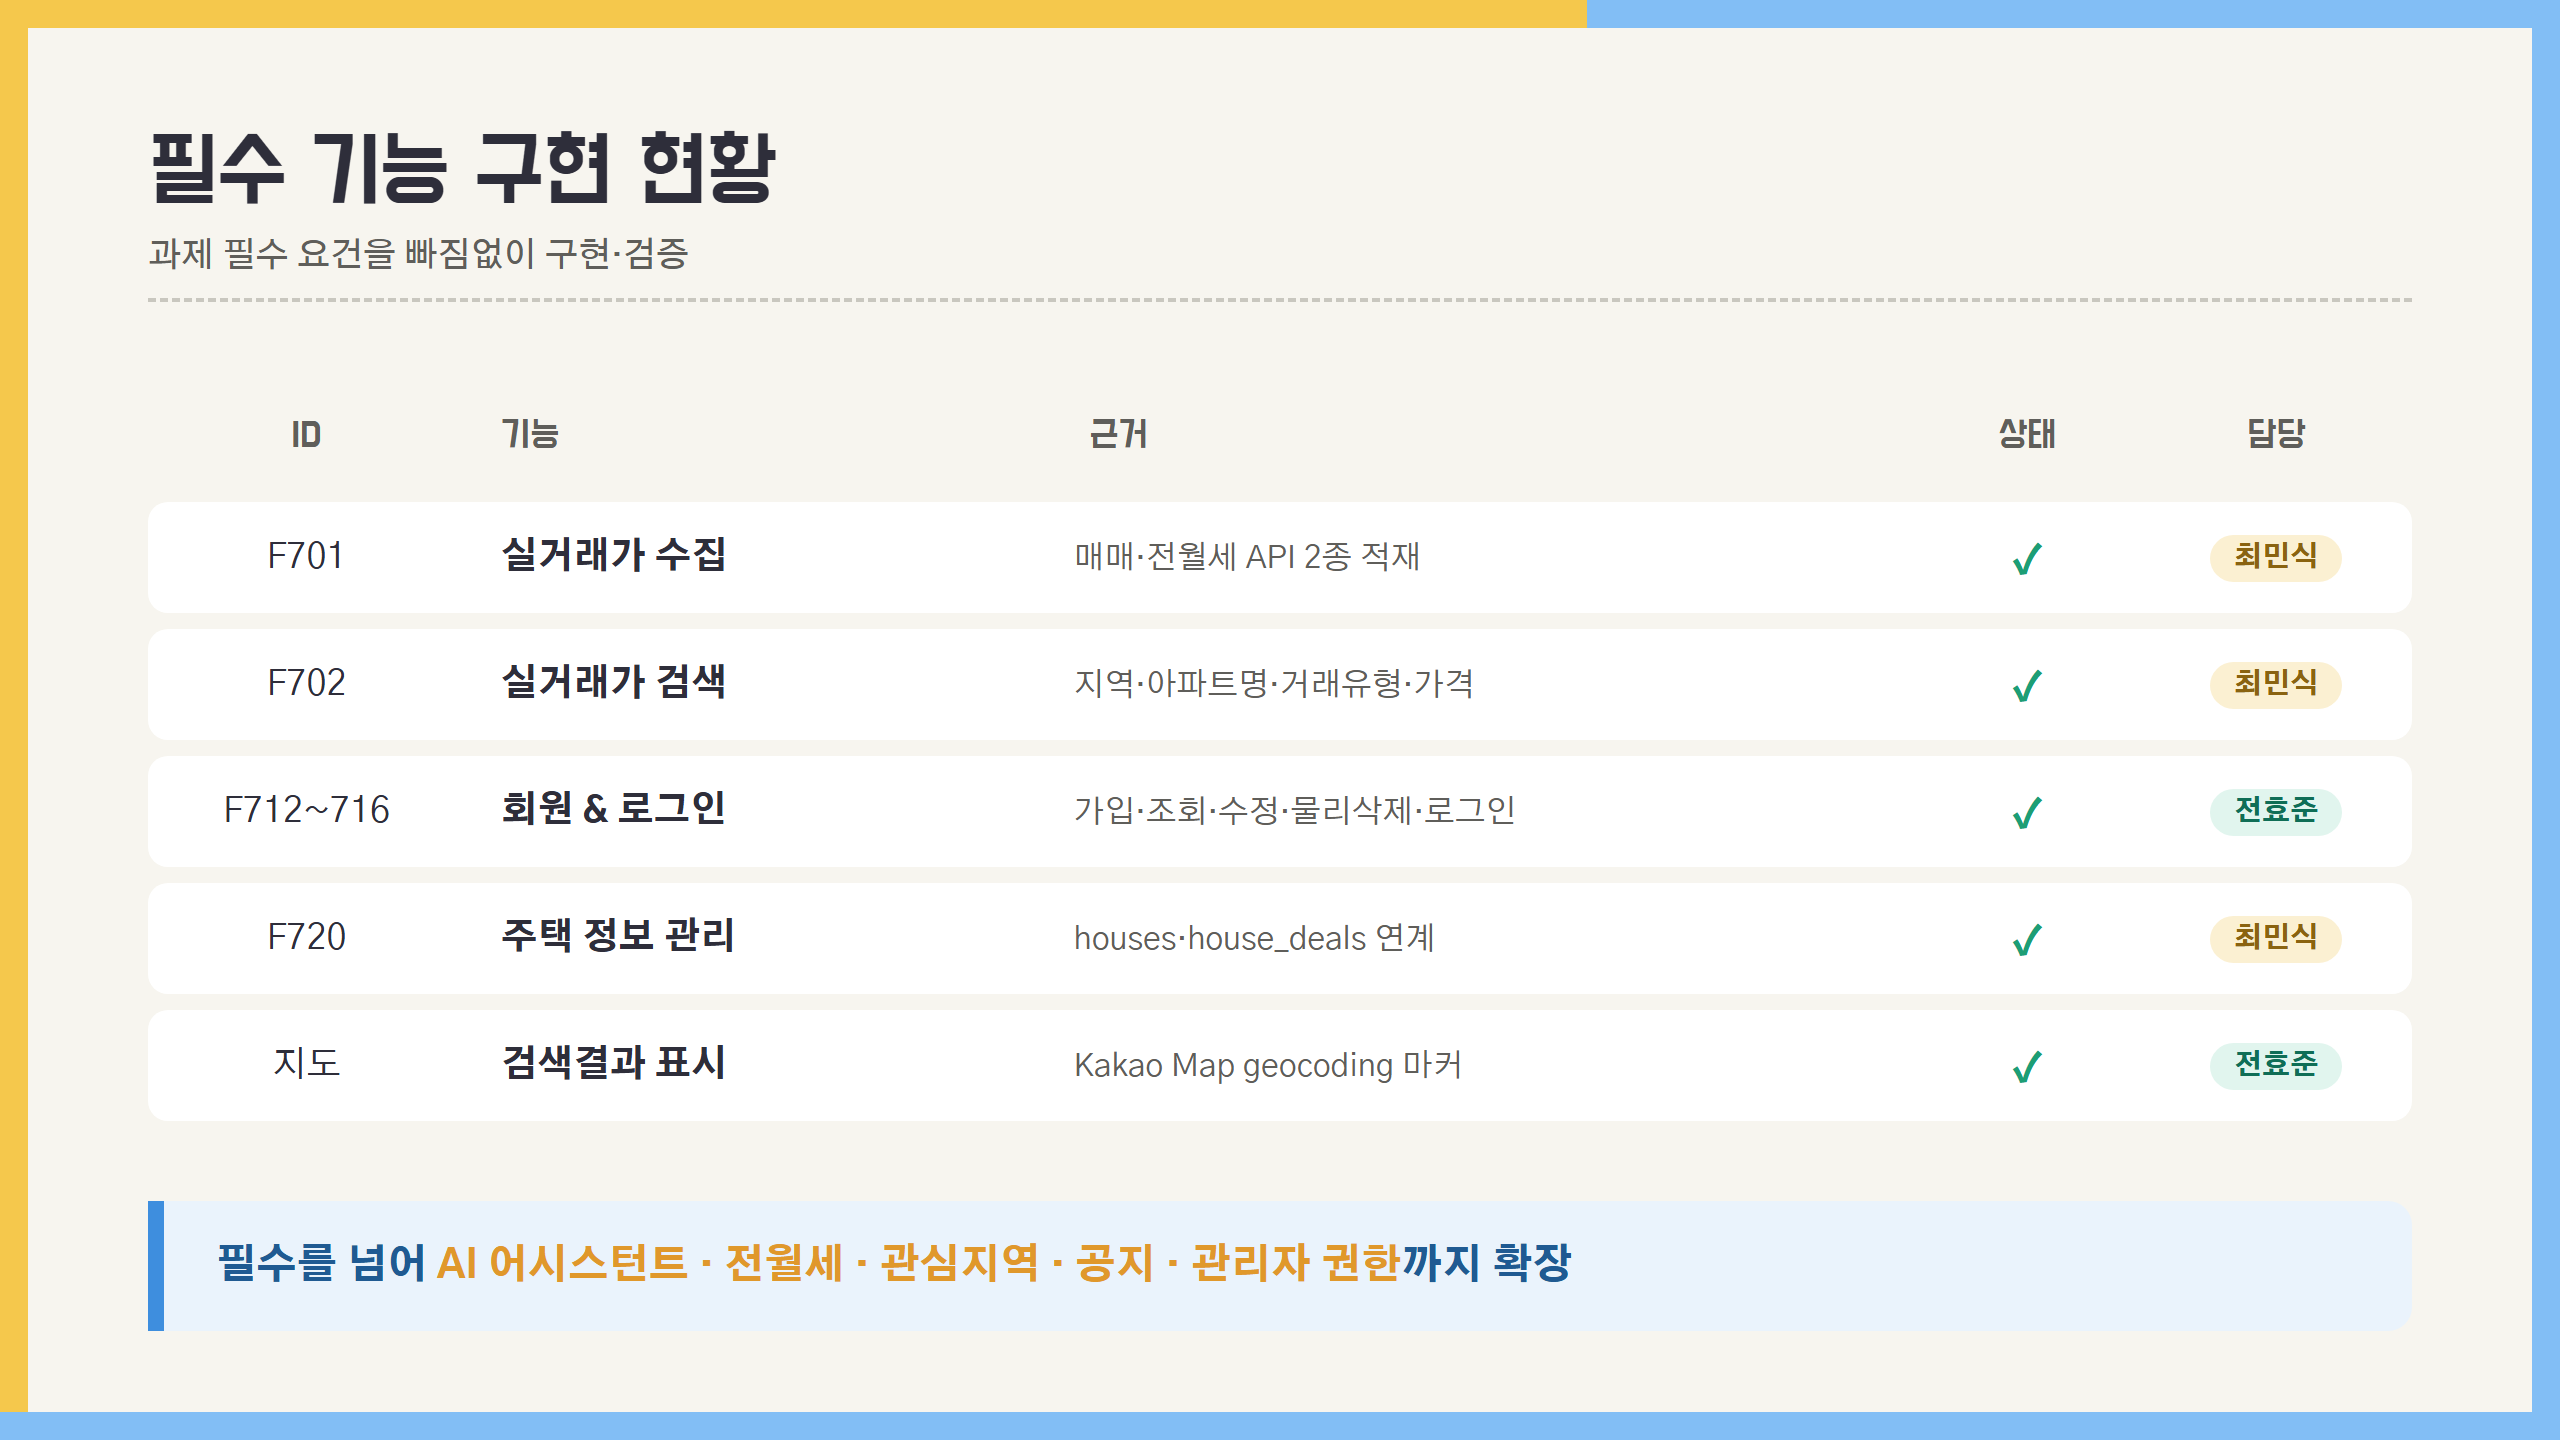 필수 기능 구현 현황
과제 필수 요건을 빠짐없이 구현·검증
ID 기능 근거 상태 담당
F701 실거래가 수집 매매·전월세 API 2종 적재 ✓ 최민식
F702 실거래가 검색 지역·아파트명·거래유형·가격 ✓ 최민식
F712~716 회원 & 로그인 가입·조회·수정·물리삭제·로그인 ✓ 전효준
F720 주택 정보 관리 houses·house_deals 연계 ✓ 최민식
지도 검색결과 표시 Kakao Map geocoding 마커 ✓ 전효준
필수를 넘어 AI 어시스턴트 · 전월세 · 관심지역 · 공지 · 관리자 권한까지 확장